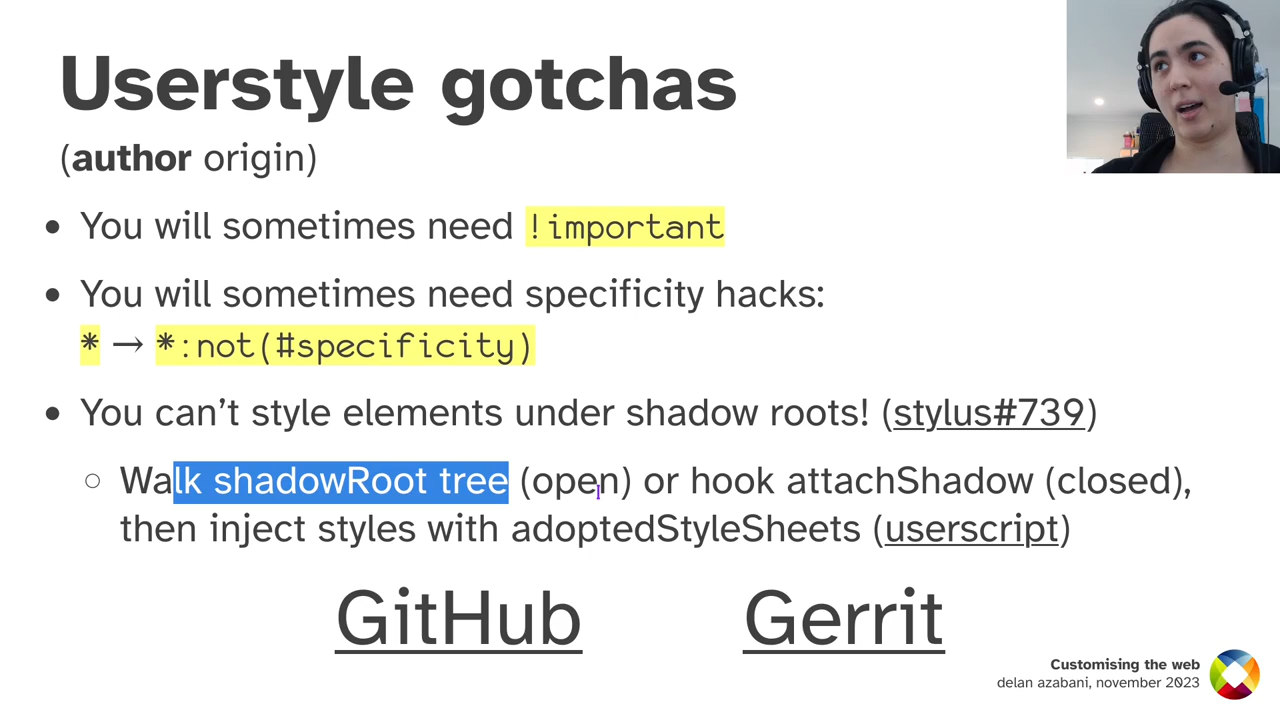 Userstyle gotchas
(author origin)
• You will sometimes need !important
• You will sometimes need specificity hacks:
* → *:not(#specificity)
• You can’t style elements under shadow roots! (stylus#739)
○ Walk shadowRoot tree (open) or hook attachShadow (closed),
then inject styles with adoptedStyleSheets (userscript)
GitHub Gerrit
Customising the web
delan azabani, november 2023